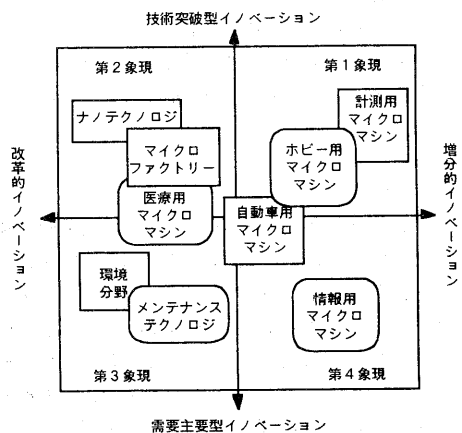 技術突破型イノベーション
第２象現
第１象現
ナノテクノロジ
計測用
マイクロ
マシン
マイクロ
ファクトリー
ホビー用
マイクロ
マシン
改革的イノベーション
増分的イノベーション
医療用
マイクロ
マシン
自動車用
マイクロ
マシン
環境
分野
メンテナンス
テクノロジ
情報用
マイクロ
マシン
第３象現
第４象現
需要主要型イノベーション